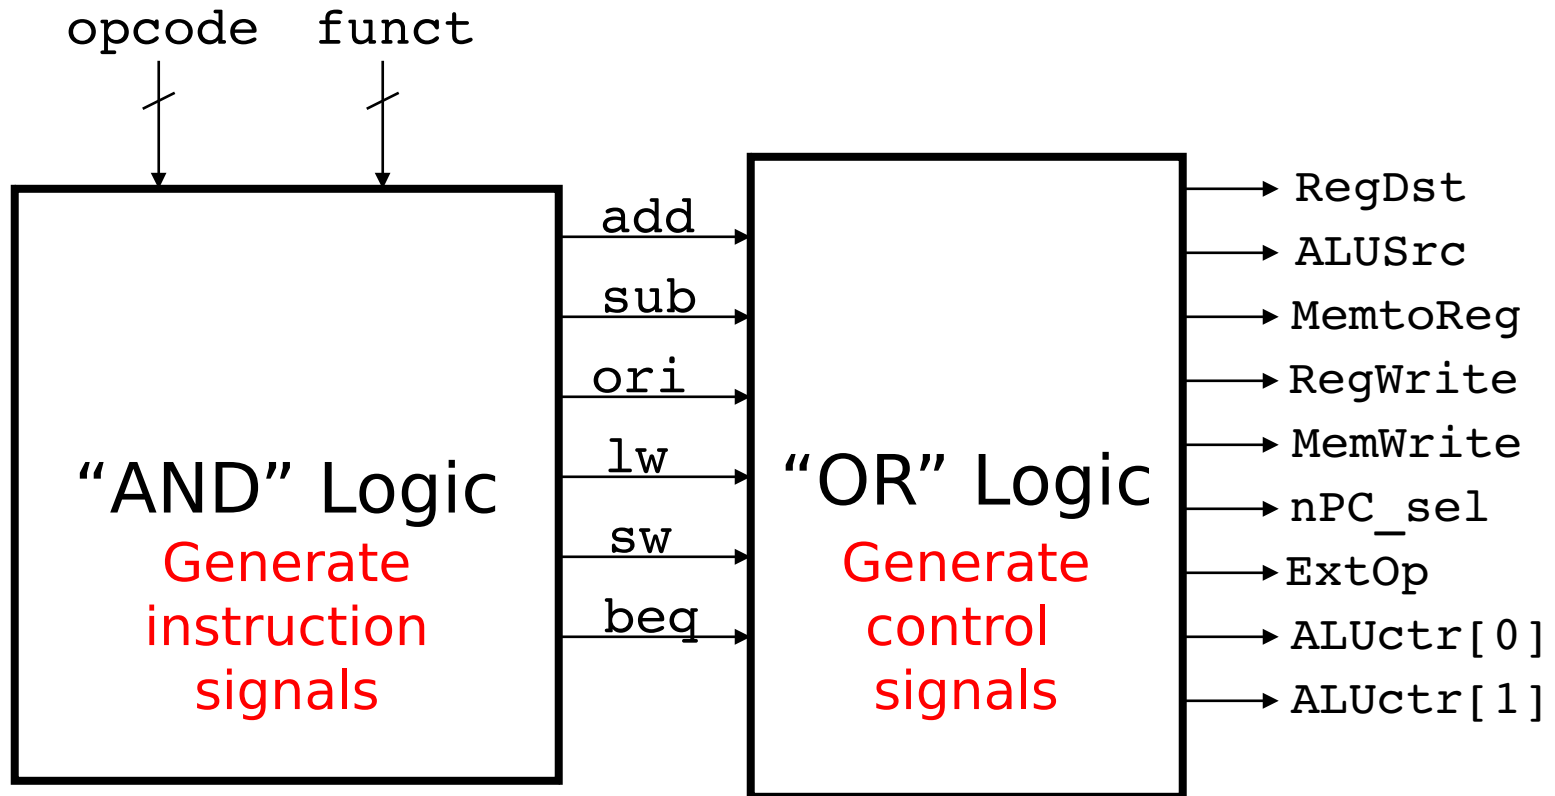 opcode funct
add
sub
ori
lw
sw
beq
“AND” Logic
Generate
instruction
signals
“OR” Logic
Generate
control
signals
RegDst
ALUSrc
MemtoReg
RegWrite
MemWrite
nPC_sel
ExtOp
ALUctr[0]
ALUctr[1]